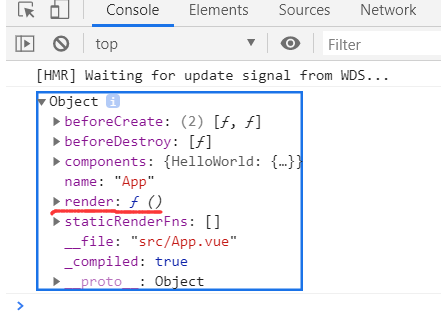 Console Elements Sources Network
top Filter
[HMR] Waiting for update signal from WDS...
▼Object i
▶beforeCreate: (2) [ƒ, ƒ]
▶beforeDestroy: [ƒ]
▶components: {HelloWorld: {…}}
name: "App"
▶render: ƒ ()
▶staticRenderFns: []
__file: "src/App.vue"
_compiled: true
▶__proto__: Object
>